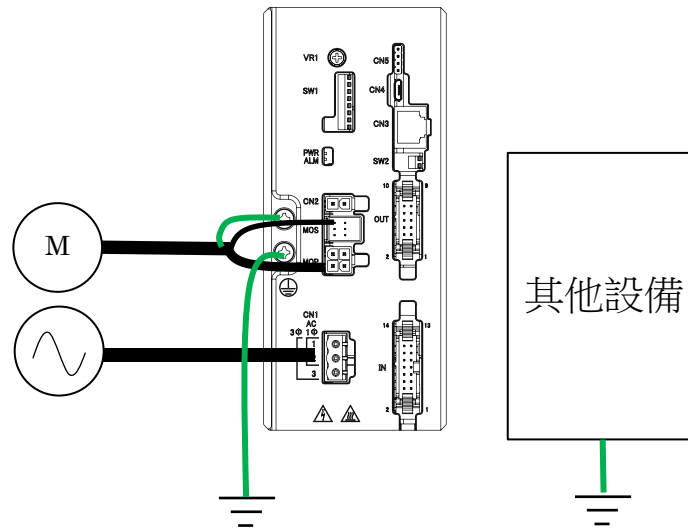 VR1
CN5
SW1
CN4
CN3
PWR
ALM
SW2
CN2
10
9
MOS
OUT
M
MOP
2
1
其他設備
CN1
AC
3Φ 1Φ
14
13
1
3
IN
2
1